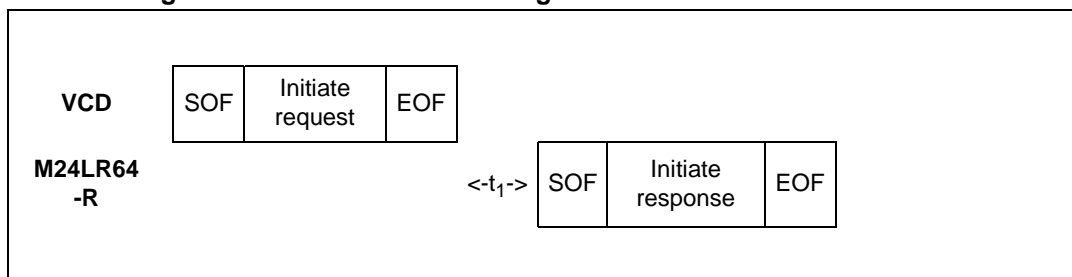 VCD
SOF
Initiate
request
EOF
M24LR64
-R
<-t₁->
SOF
Initiate
response
EOF